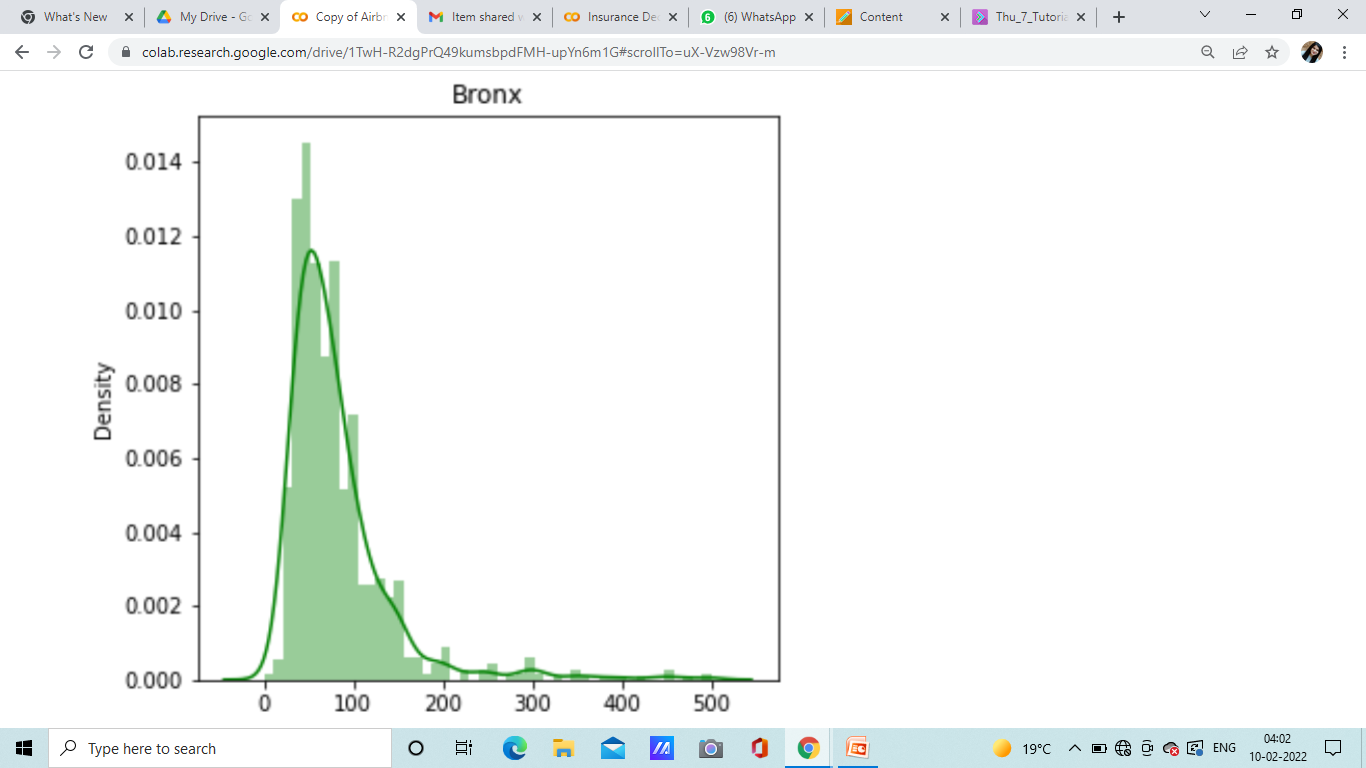 What's New
My Drive - Go
Copy of Airbn
Item shared w
Insurance De
(6) WhatsApp
Content
Thu_7_Tutoria
colab.research.google.com/drive/1TwH-R2dgPrQ49kumsbpdFMH-upYn6m1G#scrollTo=uX-Vzw98Vr-m
Bronx
0.014
0.012
0.010
0.008
0.006
0.004
0.002
0.000
Density
0 100 200 300 400 500
Type here to search
19°C
ENG
04:02
10-02-2022